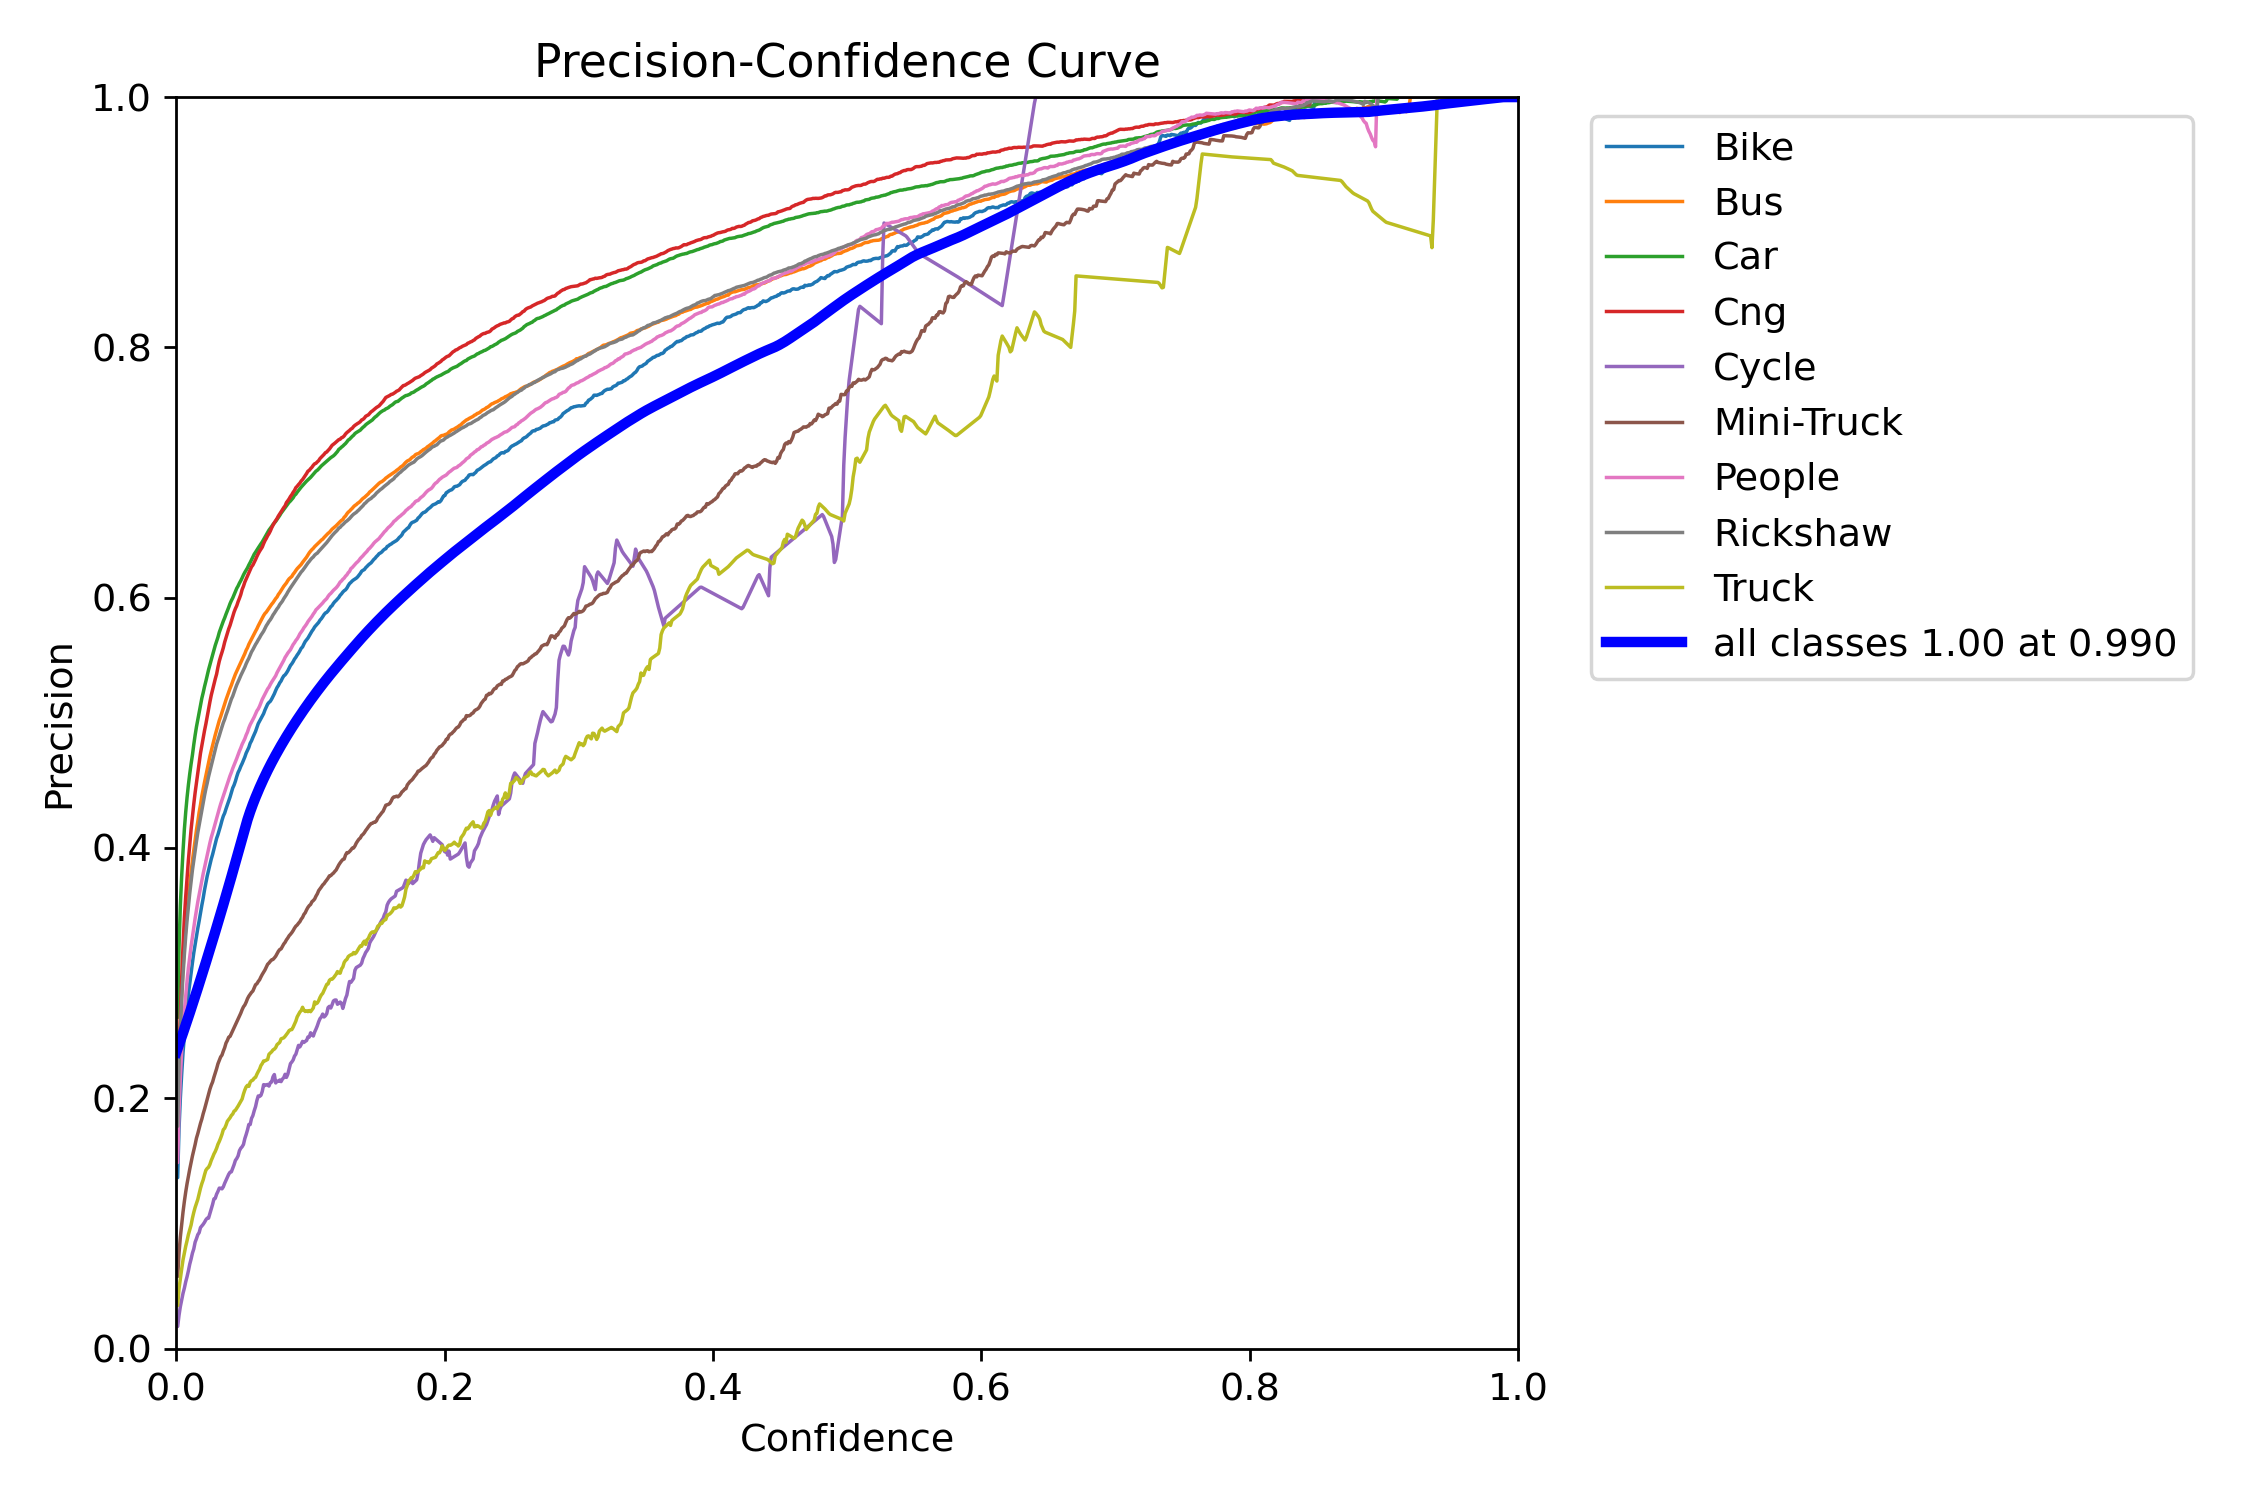 Precision-Confidence Curve
1.0
0.8
0.6
0.4
0.2
0.0
Precision
0.0 0.2 0.4 0.6 0.8 1.0
Confidence
Bike
Bus
Car
Cng
Cycle
Mini-Truck
People
Rickshaw
Truck
all classes 1.00 at 0.990